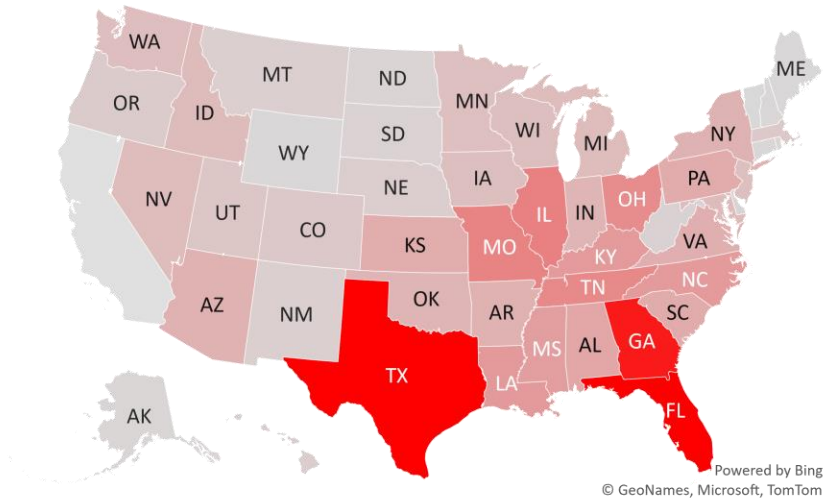 WA
MT
ND
ME
OR
ID
MN
WI
MI
NY
SD
WY
IA
PA
NE
NV
UT
CO
IL
IN
OH
KS
MO
KY
VA
AZ
NM
OK
AR
TN
NC
SC
MS
AL
GA
TX
LA
FL
AK
Powered by Bing
© GeoNames, Microsoft, TomTom